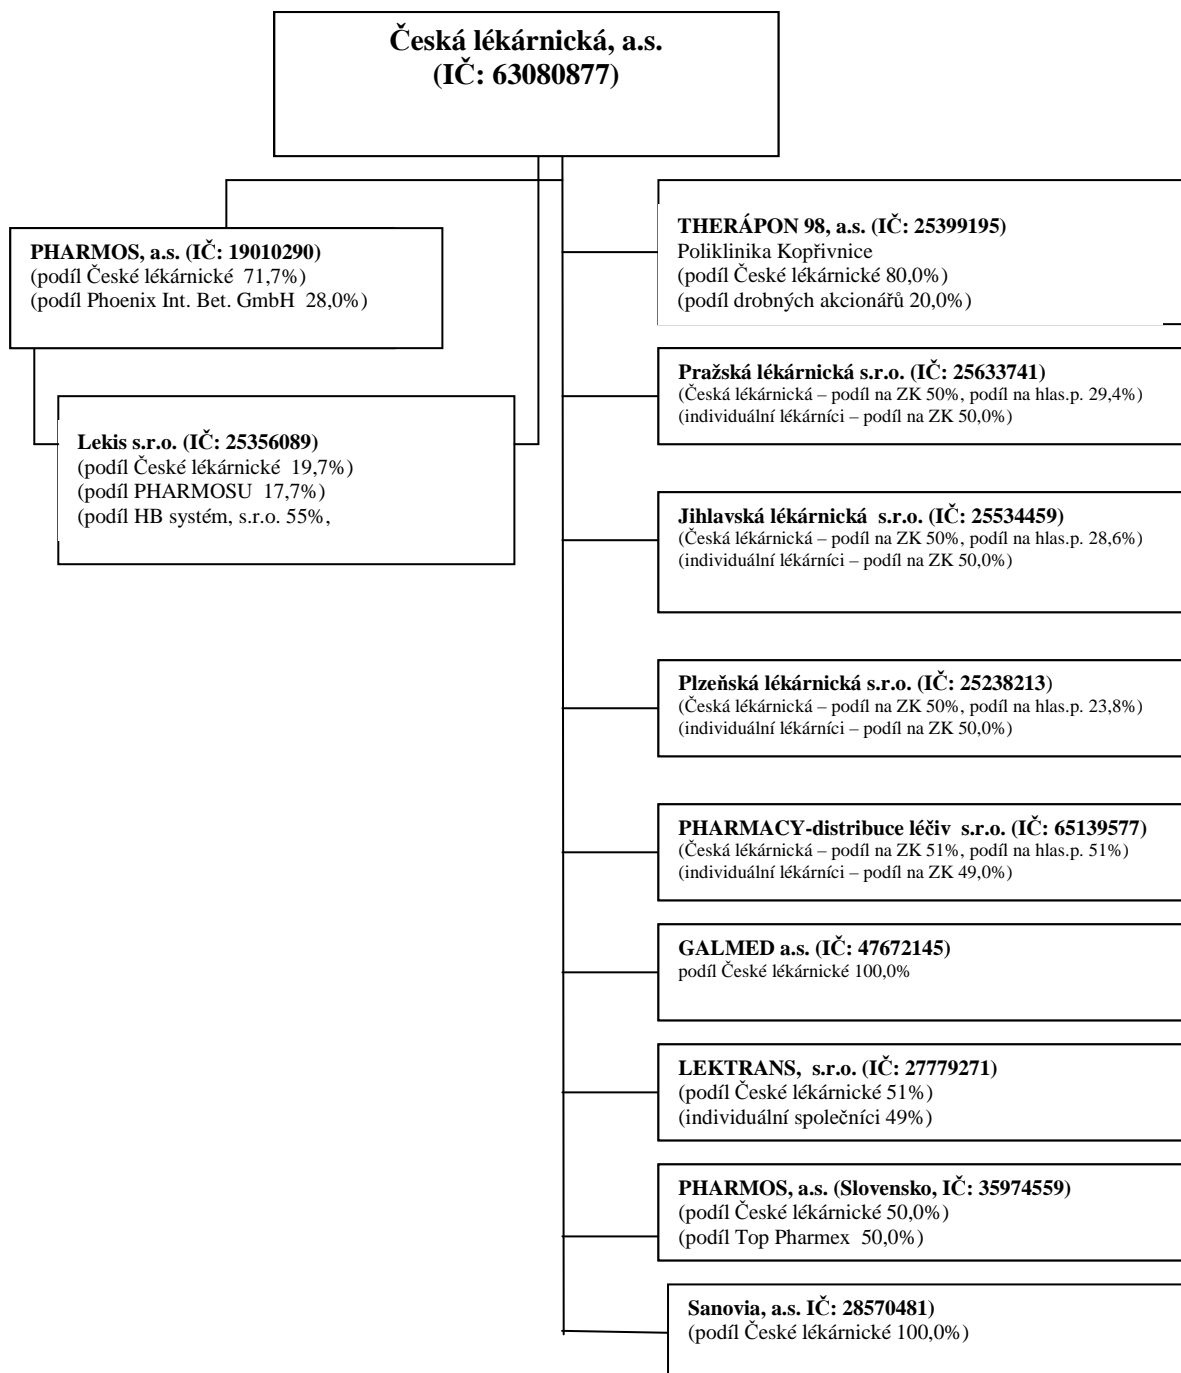 Česká lékárnická, a.s.
(IČ: 63080877)
PHARMOS, a.s. (IČ: 19010290)
(podíl České lékárnické 71,7%)
(podíl Phoenix Int. Bet. GmbH 28,0%)
Lekis s.r.o. (IČ: 25356089)
(podíl České lékárnické 19,7%)
(podíl PHARMOSU 17,7%)
(podíl HB systém, s.r.o. 55%,
THERÁPON 98, a.s. (IČ: 25399195)
Poliklinika Kopřivnice
(podíl České lékárnické 80,0%)
(podíl drobných akcionářů 20,0%)
Pražská lékárnická s.r.o. (IČ: 25633741)
(Česká lékárnická – podíl na ZK 50%, podíl na hlas.p. 29,4%)
(individuální lékárníci – podíl na ZK 50,0%)
Jihlavská lékárnická s.r.o. (IČ: 25534459)
(Česká lékárnická – podíl na ZK 50%, podíl na hlas.p. 28,6%)
(individuální lékárníci – podíl na ZK 50,0%)
Plzeňská lékárnická s.r.o. (IČ: 25238213)
(Česká lékárnická – podíl na ZK 50%, podíl na hlas.p. 23,8%)
(individuální lékárníci – podíl na ZK 50,0%)
PHARMACY-distribuce léčiv s.r.o. (IČ: 65139577)
(Česká lékárnická – podíl na ZK 51%, podíl na hlas.p. 51%)
(individuální lékárníci – podíl na ZK 49,0%)
GALMED a.s. (IČ: 47672145)
podíl České lékárnické 100,0%
LEKTRANS, s.r.o. (IČ: 27779271)
(podíl České lékárnické 51%)
(individuální společníci 49%)
PHARMOS, a.s. (Slovensko, IČ: 35974559)
(podíl České lékárnické 50,0%)
(podíl Top Pharmex 50,0%)
Sanovia, a.s. IČ: 28570481)
(podíl České lékárnické 100,0%)